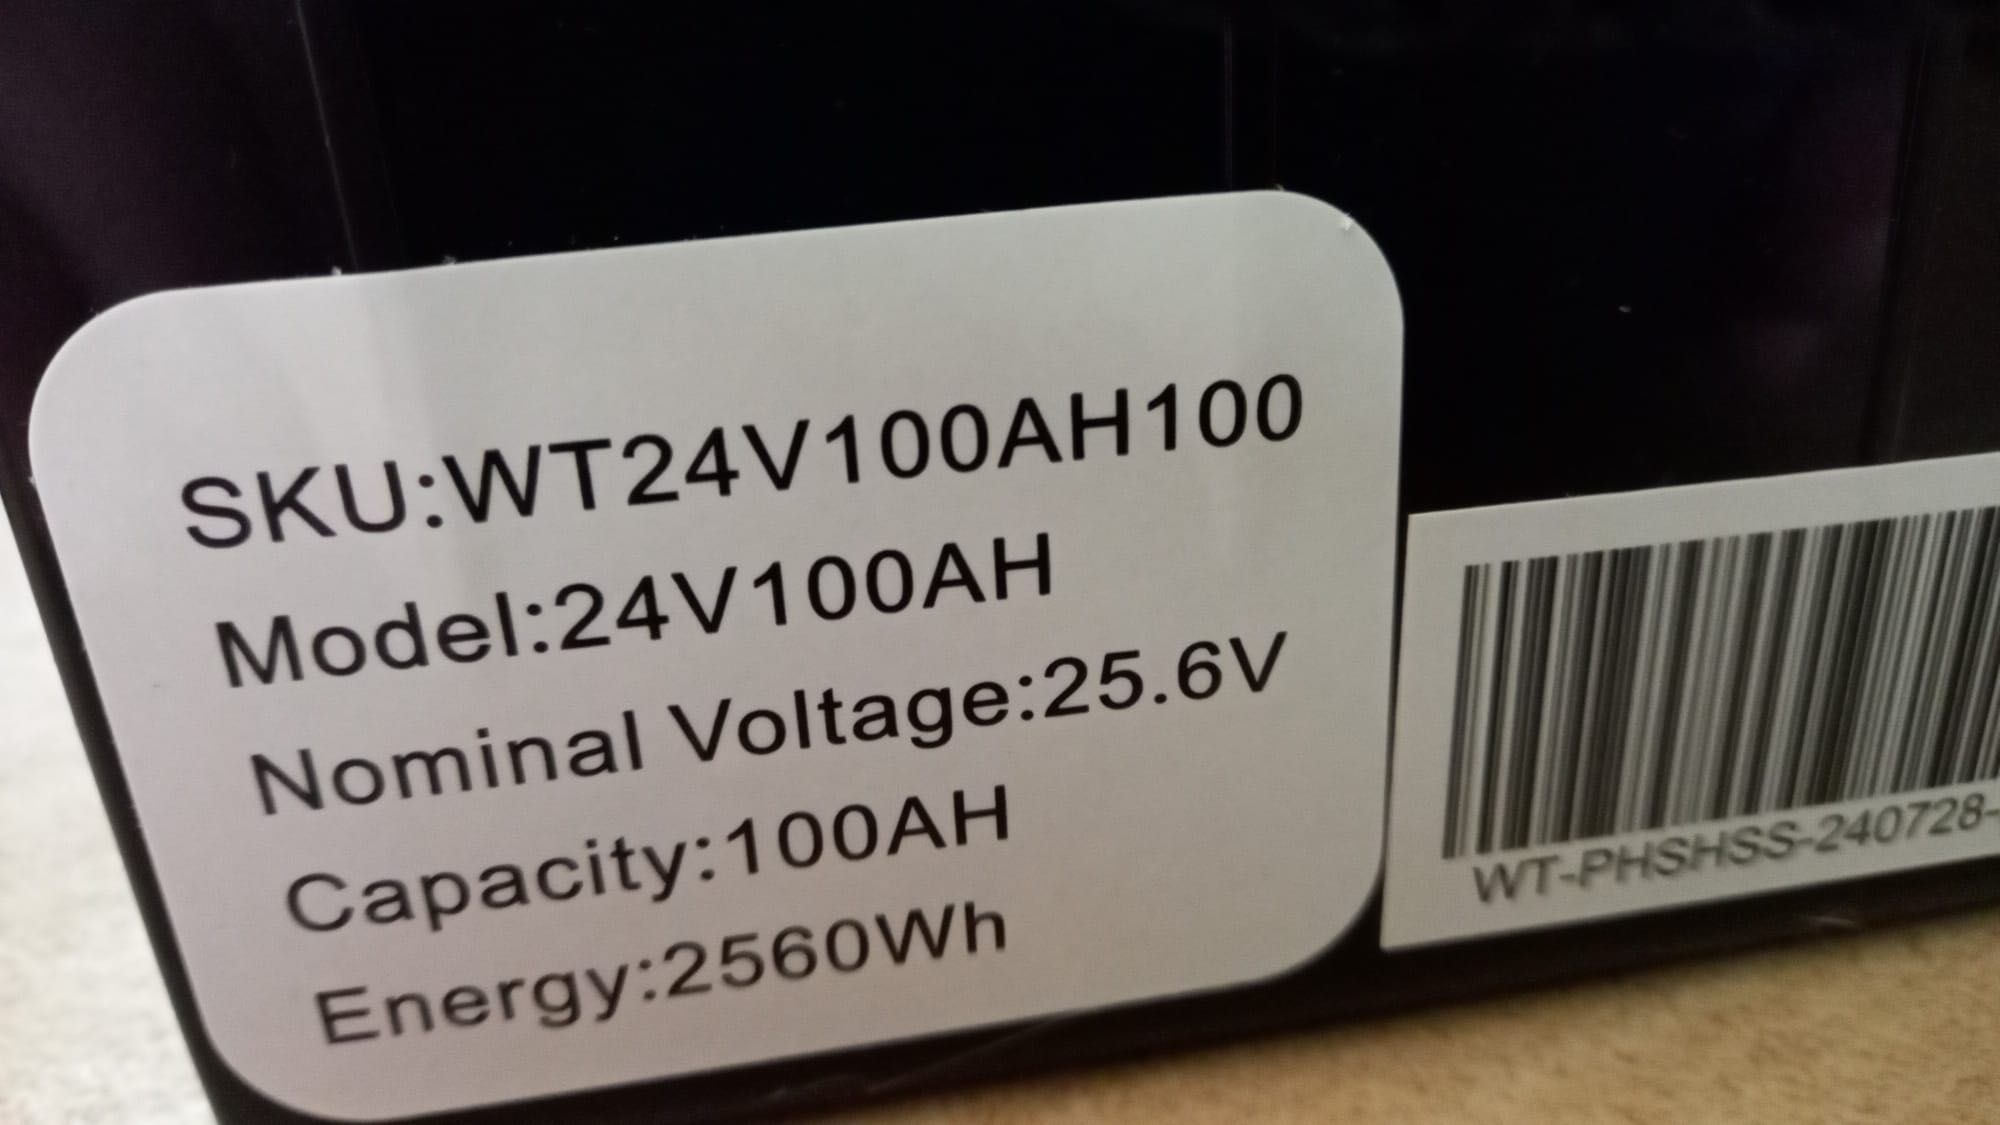 SKU:WT24V100AH100
Model:24V100AH
Nominal Voltage:25.6V
Capacity:100AH
Energy:2560Wh
WT-PHSHSS-240728-